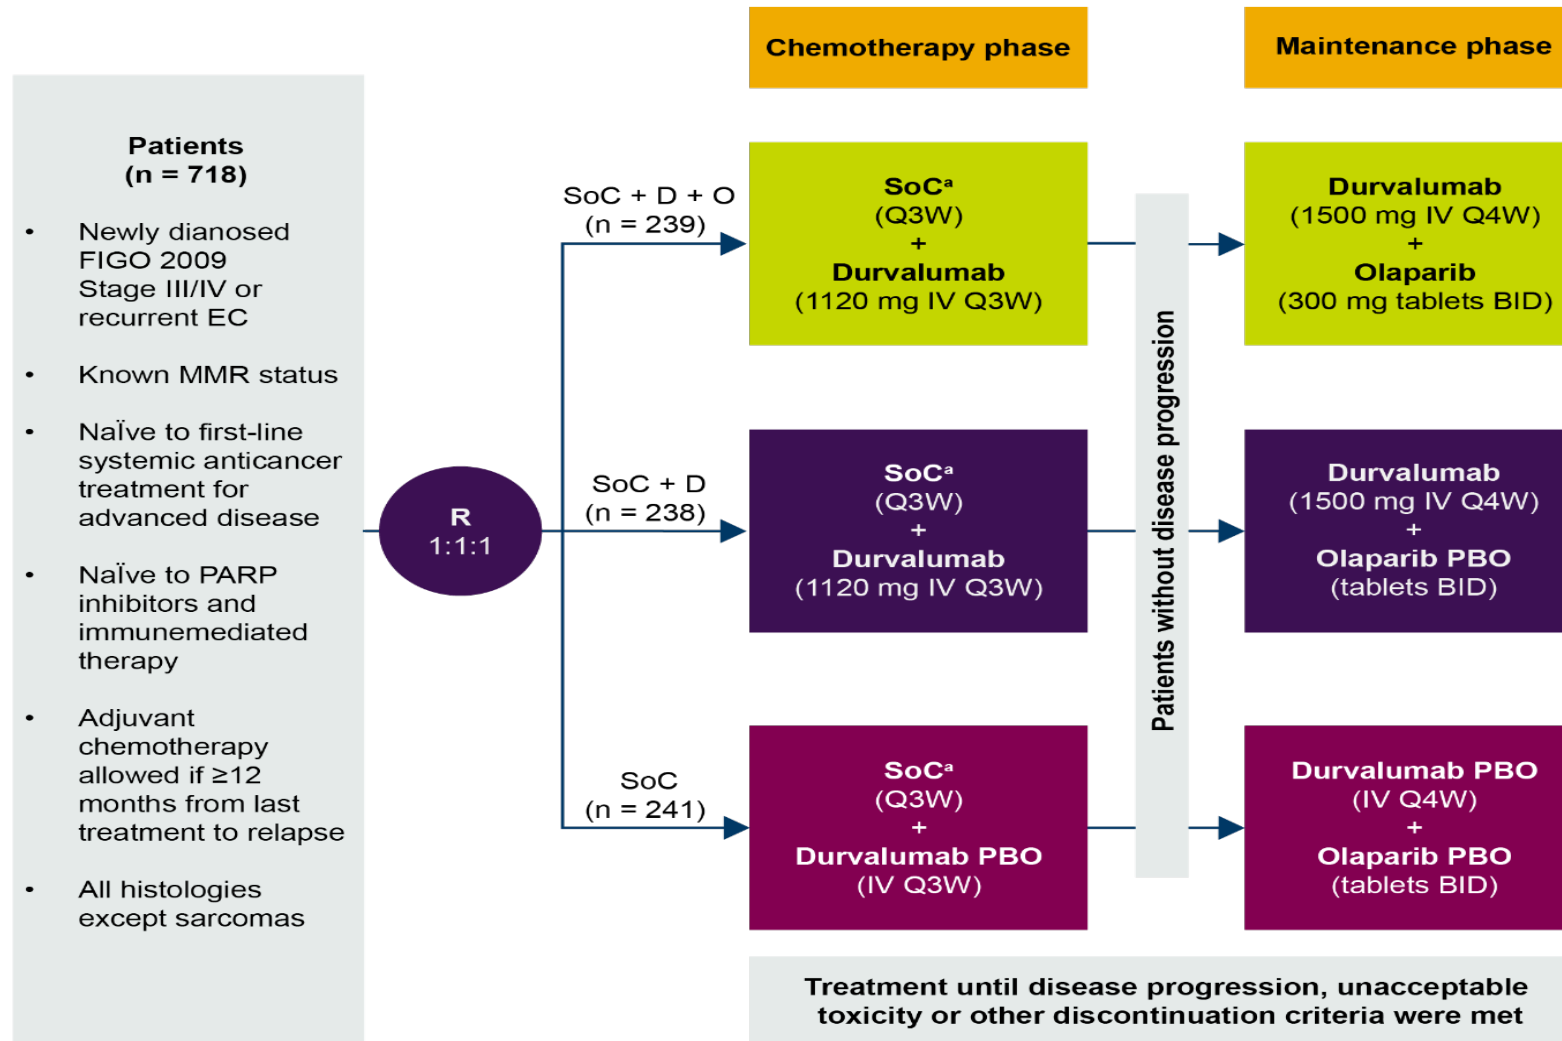 Chemotherapy phase
Maintenance phase
Patients
(n = 718)
• Newly dianosed
FIGO 2009
Stage III/IV or
recurrent EC
• Known MMR status
• NaÏve to first-line
systemic anticancer
treatment for
advanced disease
• NaÏve to PARP
inhibitors and
immunemediated
therapy
• Adjuvant
chemotherapy
allowed if ≥12
months from last
treatment to relapse
• All histologies
except sarcomas
R
1:1:1
SoC + D + O
(n = 239)
SoCᵃ
(Q3W)
+
Durvalumab
(1120 mg IV Q3W)
Durvalumab
(1500 mg IV Q4W)
+
Olaparib
(300 mg tablets BID)
SoC + D
(n = 238)
SoCᵃ
(Q3W)
+
Durvalumab
(1120 mg IV Q3W)
Durvalumab
(1500 mg IV Q4W)
+
Olaparib PBO
(tablets BID)
SoC
(n = 241)
SoCᵃ
(Q3W)
+
Durvalumab PBO
(IV Q3W)
Durvalumab PBO
(IV Q4W)
+
Olaparib PBO
(tablets BID)
Patients without disease progression
Treatment until disease progression, unacceptable
toxicity or other discontinuation criteria were met